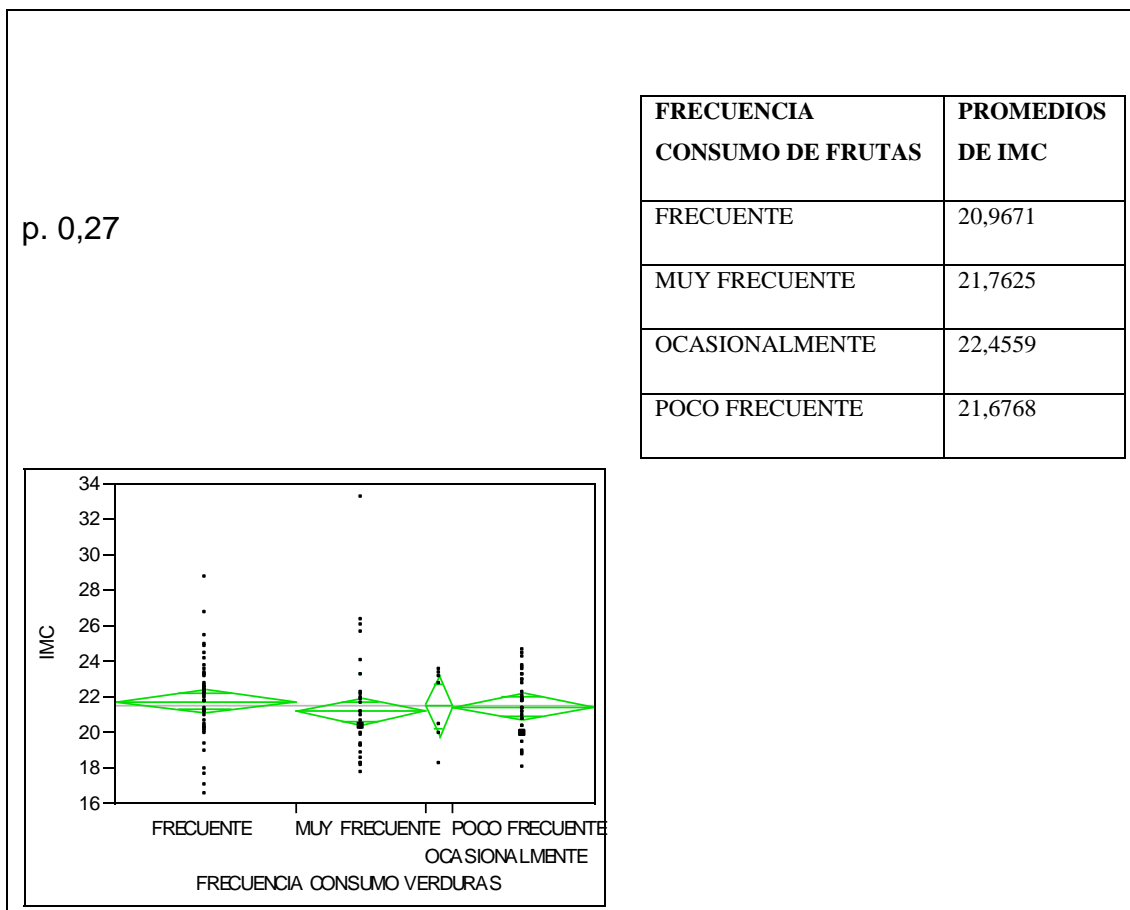 FRECUENCIA CONSUMO DE FRUTAS
PROMEDIOS DE IMC
FRECUENTE 20,9671
MUY FRECUENTE 21,7625
OCASIONALMENTE 22,4559
POCO FRECUENTE 21,6768
p. 0,27
IMC
34
32
30
28
26
24
22
20
18
16
FRECUENTE MUY FRECUENTE POCO FRECUENTE
OCASIONALMENTE
FRECUENCIA CONSUMO VERDURAS